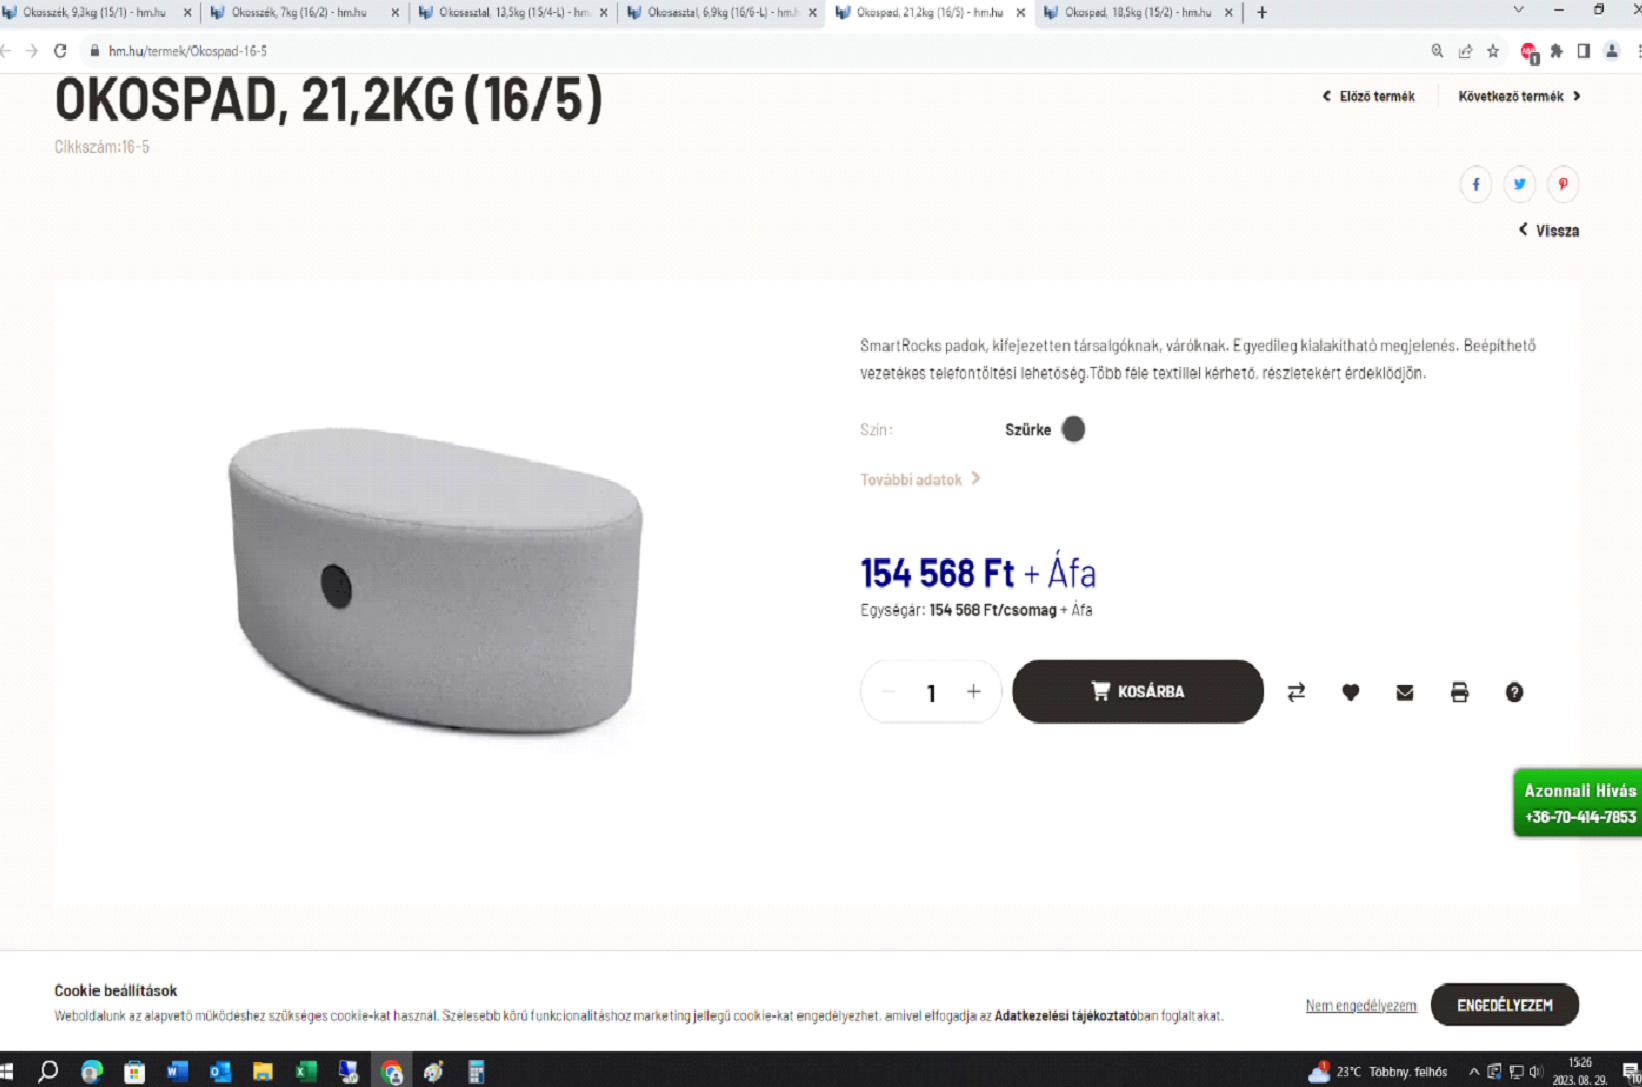 Okosszék, 9,3kg (15/1) - hm.hu
Okosszék, 7kg (16/2) - hm.hu
Okosasztal, 13,5kg (15/4-L) - hm
Okosasztal, 6,9kg (16/6-L) - hm.h
Okospad, 21,2kg (16/5) - hm.hu
Okospad, 18,5kg (15/2) - hm.hu
hm.hu/termek/Okospad-16-5
OKOSPAD, 21,2KG (16/5)
Előző termék
Következő termék
Cikkszám:16-5
Vissza
SmartRocks padok, kifejezetten társalgóknak, váróknak. Egyedileg kialakítható megjelenés. Beépíthető
vezetékes telefontöltési lehetőség.Több féle textillel kérhető, részletekért érdeklődjön.
Szín:
Szürke
További adatok
154 568 Ft + Áfa
Egységár: 154 568 Ft/csomag + Áfa
1
KOSÁRBA
Azonnali Hívás
+36-70-414-7853
Cookie beállítások
Weboldalunk az alapvető működéshez szükséges cookie-kat használ. Szélesebb körű funkcionalitáshoz marketing jellegű cookie-kat engedélyezhet, amivel elfogadja az Adatkezelési tájékoztatóban foglaltakat.
Nem engedélyezem
ENGEDÉLYEZEM
23°C Többny. felhős
15:26
2023. 08. 29.